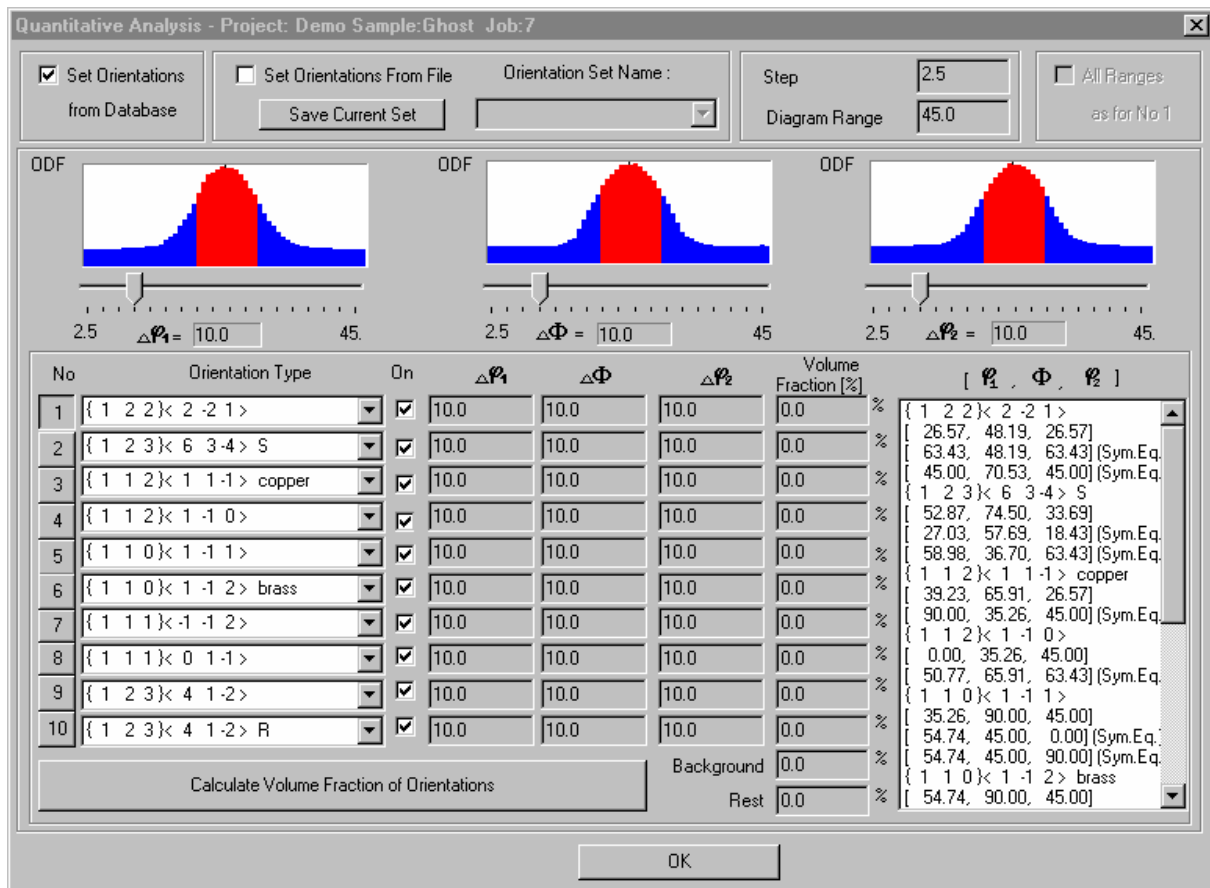 Quantitative Analysis - Project: Demo Sample:Ghost Job:7
Set Orientations
from Database
Set Orientations From File
Save Current Set
Orientation Set Name :
Step 2.5
Diagram Range 45.0
All Ranges
as for No 1
ODF ODF ODF
2.5 △φ1= 10.0 45.
2.5 △Φ = 10.0 45
2.5 △φ2 = 10.0 45.
No Orientation Type On △φ1 △Φ △φ2 Volume
Fraction [%]
[ φ1 , Φ , φ2 ]
1 { 1 2 2}< 2 -2 1 > 10.0 10.0 10.0 0.0 %
2 { 1 2 3}< 6 3 -4 > S 10.0 10.0 10.0 0.0 %
3 { 1 1 2}< 1 1 -1 > copper 10.0 10.0 10.0 0.0 %
4 { 1 1 2}< 1 -1 0 > 10.0 10.0 10.0 0.0 %
5 { 1 1 0}< 1 -1 1 > 10.0 10.0 10.0 0.0 %
6 { 1 1 0}< 1 -1 2 > brass 10.0 10.0 10.0 0.0 %
7 { 1 1 1}< -1 -1 2 > 10.0 10.0 10.0 0.0 %
8 { 1 1 1}< 0 1 -1 > 10.0 10.0 10.0 0.0 %
9 { 1 2 3}< 4 1 -2 > 10.0 10.0 10.0 0.0 %
10 { 1 2 3}< 4 1 -2 > R 10.0 10.0 10.0 0.0 %
Calculate Volume Fraction of Orientations
Background 0.0 %
Rest 0.0 %
{ 1 2 2}< 2 -2 1 >
[ 26.57, 48.19, 26.57]
[ 63.43, 48.19, 63.43] (Sym.Eq.
[ 45.00, 70.53, 45.00] (Sym.Eq.
{ 1 2 3}< 6 3 -4 > S
[ 52.87, 74.50, 33.69]
[ 27.03, 57.69, 18.43] (Sym.Eq.
[ 58.98, 36.70, 63.43] (Sym.Eq.
{ 1 1 2}< 1 1 -1 > copper
[ 39.23, 65.91, 26.57]
[ 90.00, 35.26, 45.00] (Sym.Eq.
{ 1 1 2}< 1 -1 0 >
[ 0.00, 35.26, 45.00]
[ 50.77, 65.91, 63.43] (Sym.Eq.
{ 1 1 0}< 1 -1 1 >
[ 35.26, 90.00, 45.00]
[ 54.74, 45.00, 0.00] (Sym.Eq.)
[ 54.74, 45.00, 90.00] (Sym.Eq.
{ 1 1 0}< 1 -1 2 > brass
[ 54.74, 90.00, 45.00]
OK